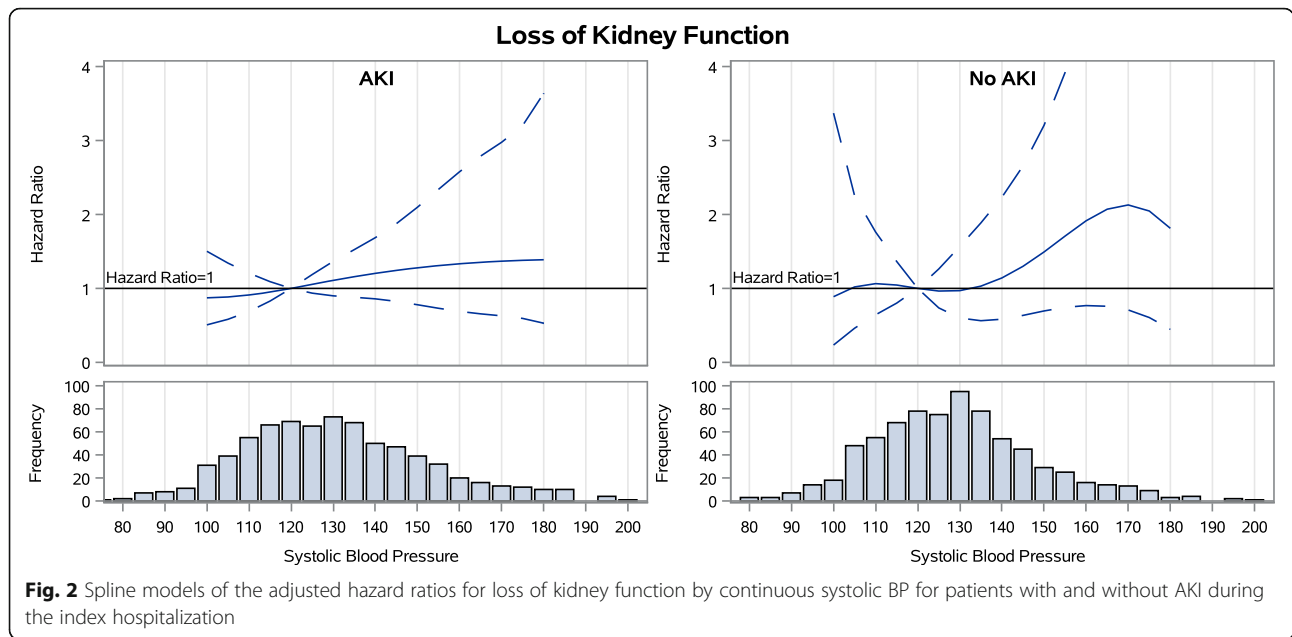 Loss of Kidney Function
AKI
4
3
2
1
0
Hazard Ratio
Hazard Ratio=1
100
80
60
40
20
0
Frequency
80 90 100 110 120 130 140 150 160 170 180 190 200
Systolic Blood Pressure
No AKI
4
3
2
1
0
Hazard Ratio
Hazard Ratio=1
100
80
60
40
20
0
Frequency
80 90 100 110 120 130 140 150 160 170 180 190 200
Systolic Blood Pressure
Fig. 2 Spline models of the adjusted hazard ratios for loss of kidney function by continuous systolic BP for patients with and without AKI during
the index hospitalization